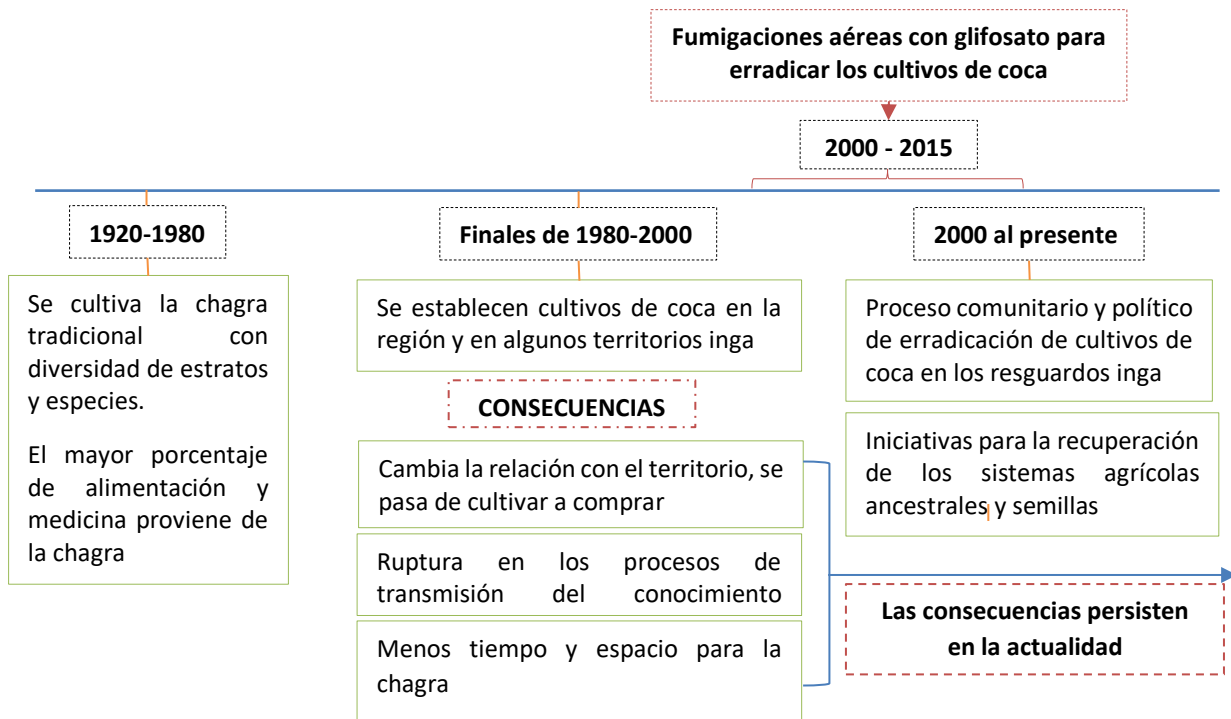 Fumigaciones aéreas con glifosato para
erradicar los cultivos de coca
2000 - 2015
1920-1980
Se cultiva la chagra
tradicional con
diversidad de estratos
y especies.
El mayor porcentaje
de alimentación y
medicina proviene de
la chagra
Finales de 1980-2000
Se establecen cultivos de coca en la
región y en algunos territorios inga
CONSECUENCIAS
Cambia la relación con el territorio, se
pasa de cultivar a comprar
Ruptura en los procesos de
transmisión del conocimiento
Menos tiempo y espacio para la
chagra
2000 al presente
Proceso comunitario y político
de erradicación de cultivos de
coca en los resguardos inga
Iniciativas para la recuperación
de los sistemas agrícolas
ancestrales y semillas
Las consecuencias persisten
en la actualidad